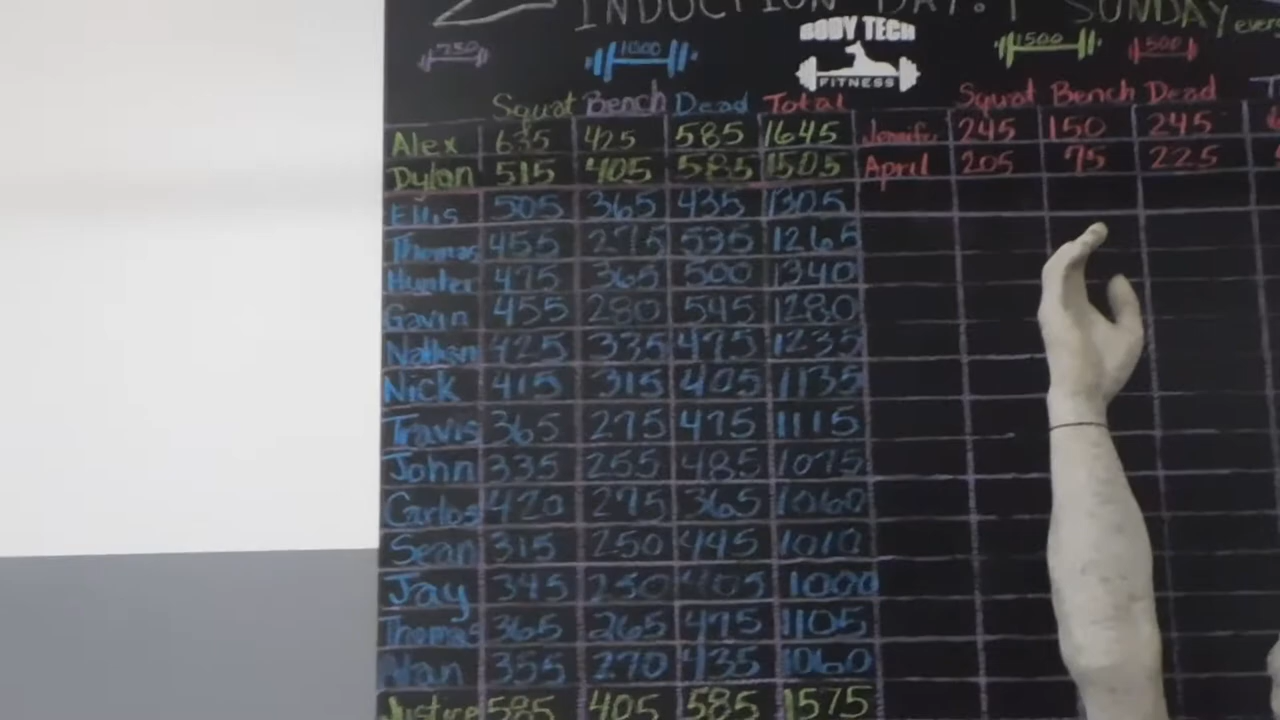 INDUCTION DAY: SUNDAY every
750 1000 BODY TECH FITNESS 1500 500
Squat Bench Dead Total Squat Bench Dead T
Alex 635 425 585 1645 Jennifer 245 150 245
Dylan 515 405 585 1505 April 205 75 225
Ellis 505 365 435 1305
Thomas 455 275 535 1265
Hunter 475 365 500 1340
Gavin 455 280 545 1280
Nathan 425 335 475 1235
Nick 415 315 405 1135
Travis 365 275 475 1115
John 335 255 485 1075
Carlos 420 275 365 1060
Sean 315 250 445 1010
Jay 345 250 405 1000
Thomas 365 265 475 1105
Alan 355 270 435 1060
Justice 585 405 585 1575